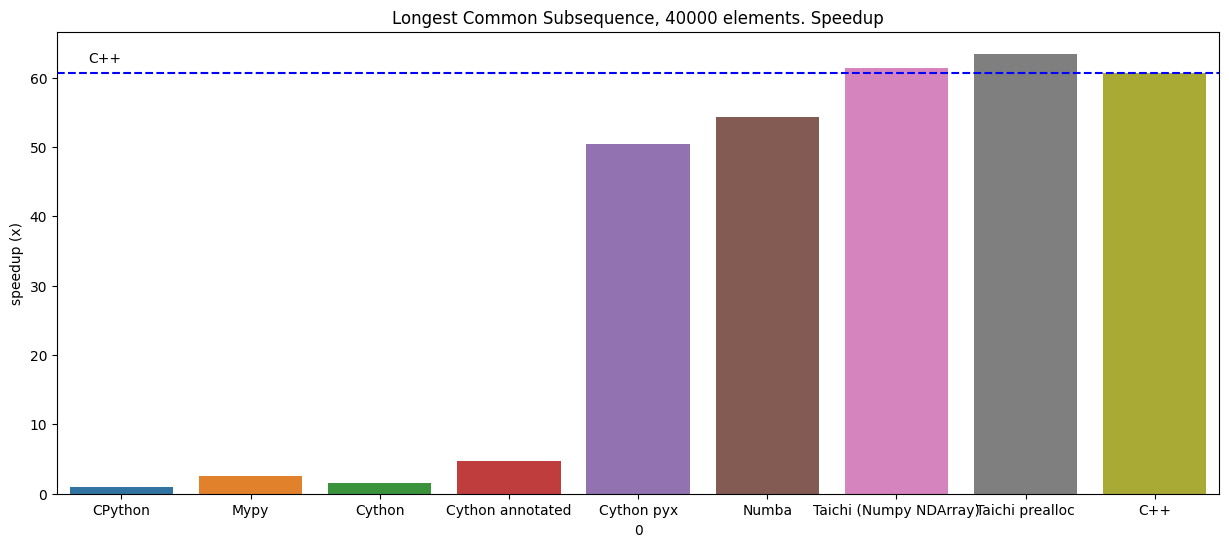 Longest Common Subsequence, 40000 elements. Speedup
C++
60
50
40
30
20
10
0
speedup (x)
CPython Mypy Cython Cython annotated Cython pyx Numba Taichi (Numpy NDArray) Taichi prealloc C++
0